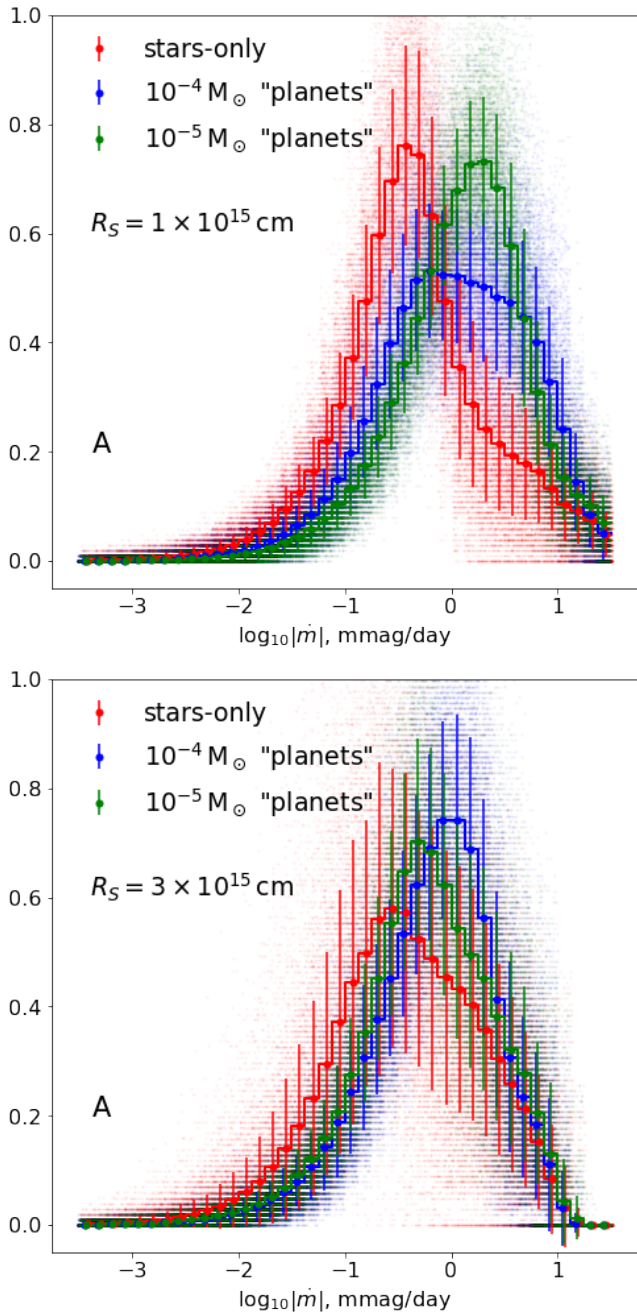 1.0
stars-only
10⁻⁴ M⊙ "planets"
0.8
10⁻⁵ M⊙ "planets"
R_S = 1 × 10¹⁵ cm
0.6
0.4
A
0.2
0.0
−3 −2 −1 0 1
log₁₀|ṁ|, mmag/day
1.0
stars-only
10⁻⁴ M⊙ "planets"
0.8
10⁻⁵ M⊙ "planets"
R_S = 3 × 10¹⁵ cm
0.6
0.4
A
0.2
0.0
−3 −2 −1 0 1
log₁₀|ṁ|, mmag/day